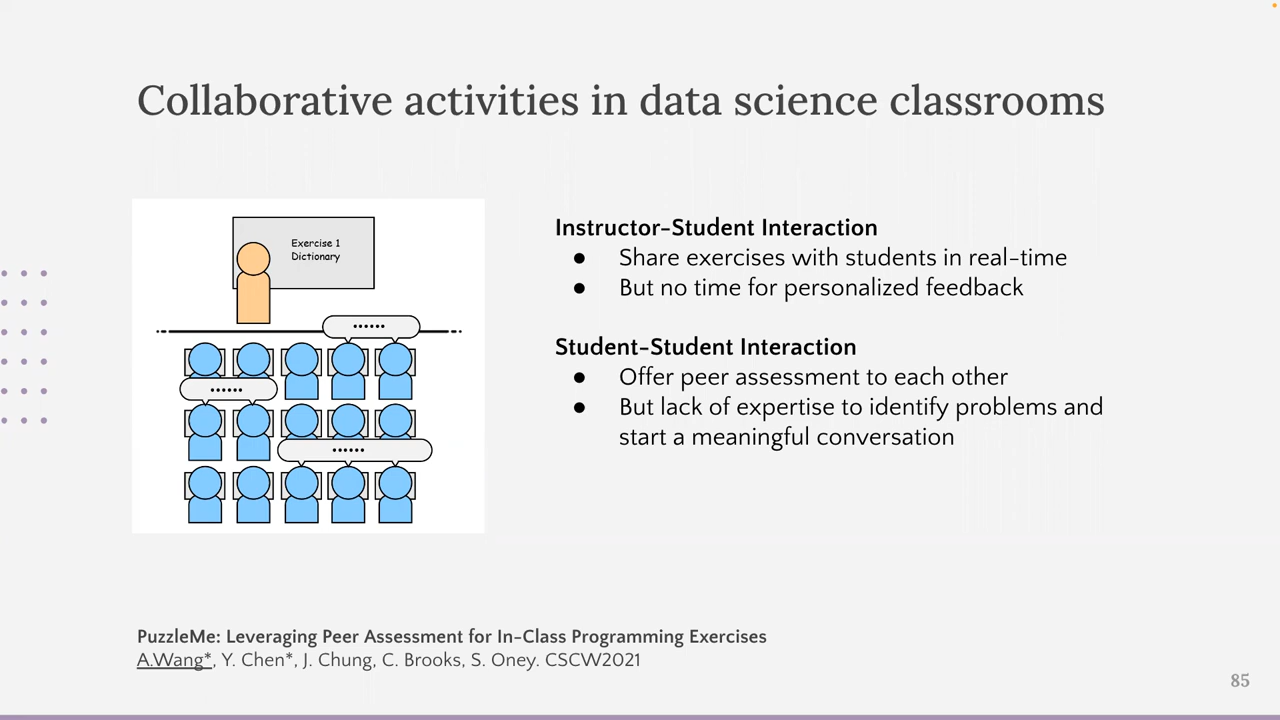 Collaborative activities in data science classrooms
Exercise 1
Dictionary
••••••
••••••
••••••
Instructor–Student Interaction
● Share exercises with students in real–time
● But no time for personalized feedback
Student–Student Interaction
● Offer peer assessment to each other
● But lack of expertise to identify problems and
start a meaningful conversation
PuzzleMe: Leveraging Peer Assessment for In-Class Programming Exercises
A.Wang*, Y. Chen*, J. Chung, C. Brooks, S. Oney. CSCW2021
85